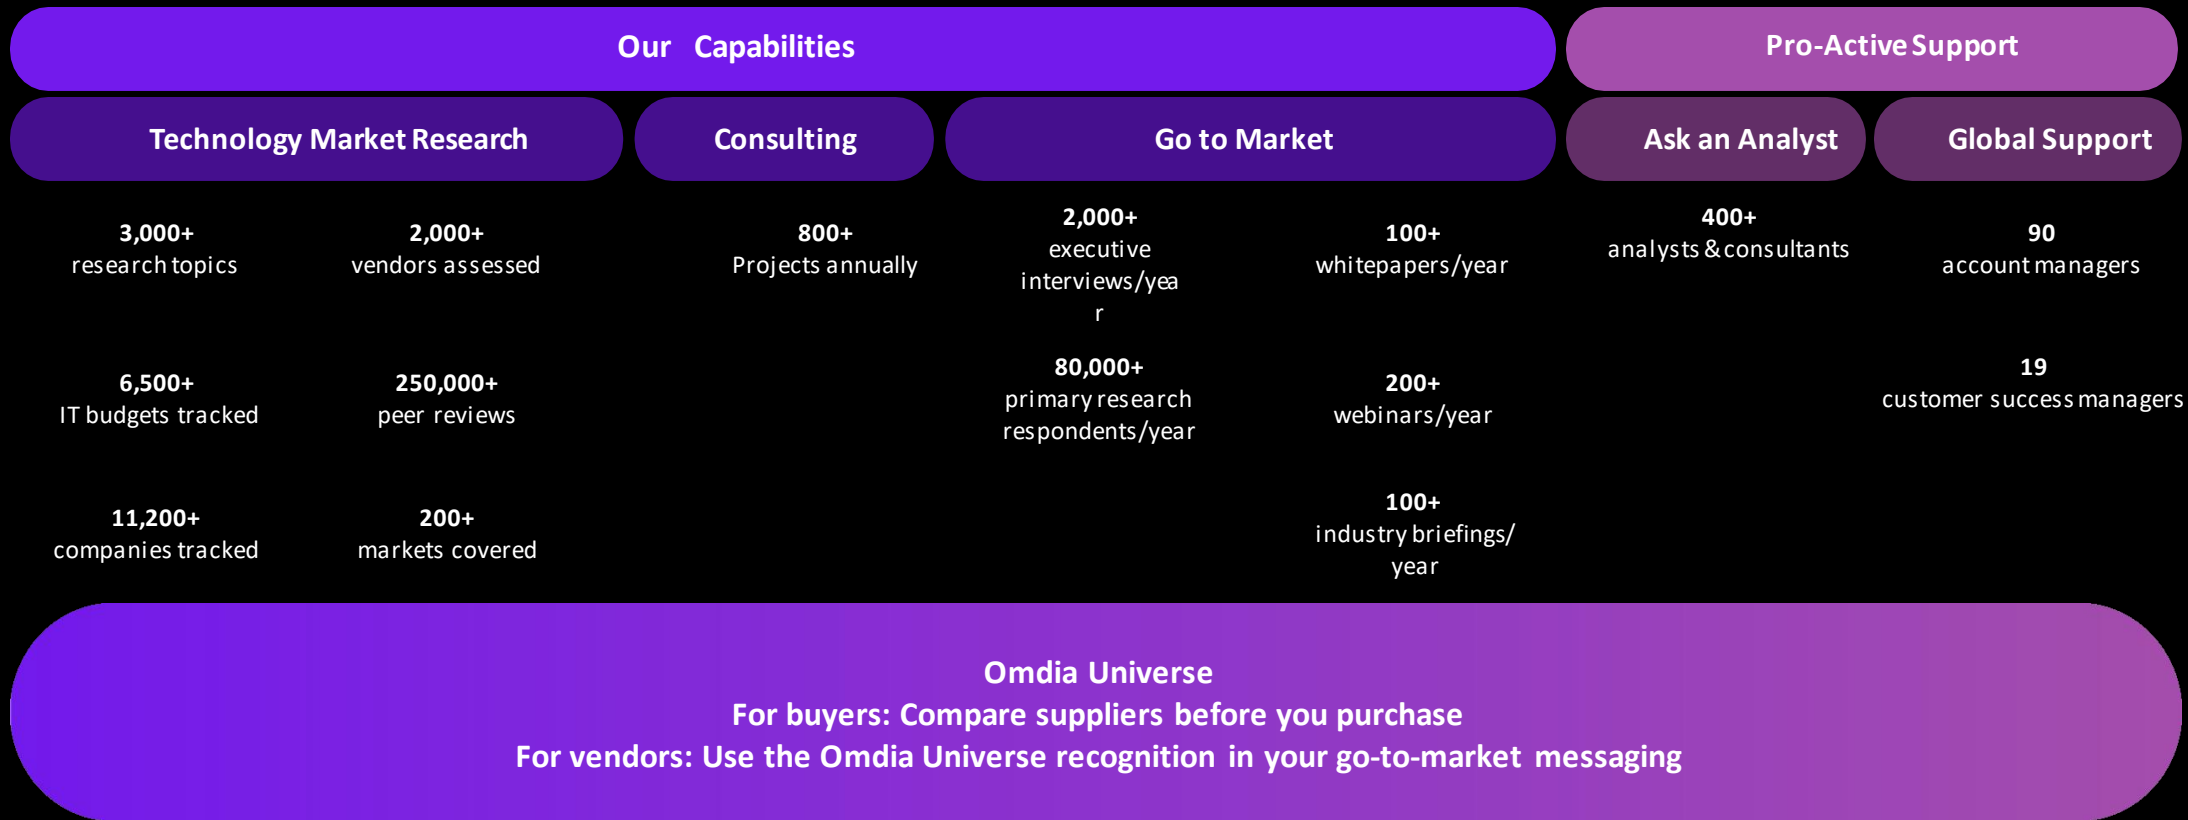 Our Capabilities
Pro-Active Support
Technology Market Research
Consulting
Go to Market
Ask an Analyst
Global Support
3,000+
research topics
2,000+
vendors assessed
6,500+
IT budgets tracked
250,000+
peer reviews
11,200+
companies tracked
200+
markets covered
800+
Projects annually
2,000+
executive
interviews/yea
r
80,000+
primary research
respondents/year
100+
whitepapers/year
200+
webinars/year
100+
industry briefings/
year
400+
analysts & consultants
90
account managers
19
customer success managers
Omdia Universe
For buyers: Compare suppliers before you purchase
For vendors: Use the Omdia Universe recognition in your go-to-market messaging